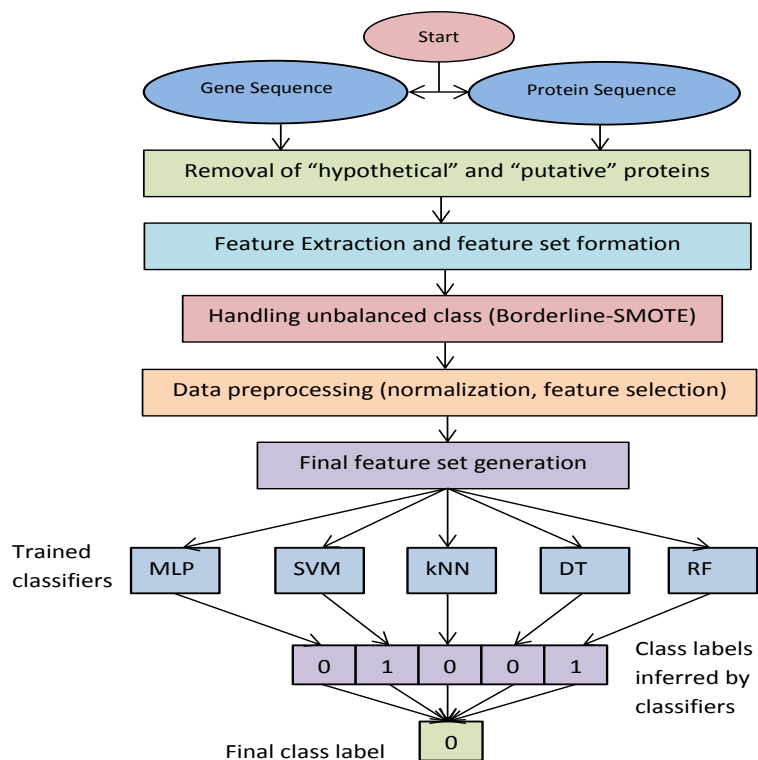 Start
Gene Sequence
Protein Sequence
Removal of “hypothetical” and “putative” proteins
Feature Extraction and feature set formation
Handling unbalanced class (Borderline-SMOTE)
Data preprocessing (normalization, feature selection)
Final feature set generation
Trained
classifiers
MLP
SVM
kNN
DT
RF
0 1 0 0 1
Class labels
inferred by
classifiers
Final class label
0